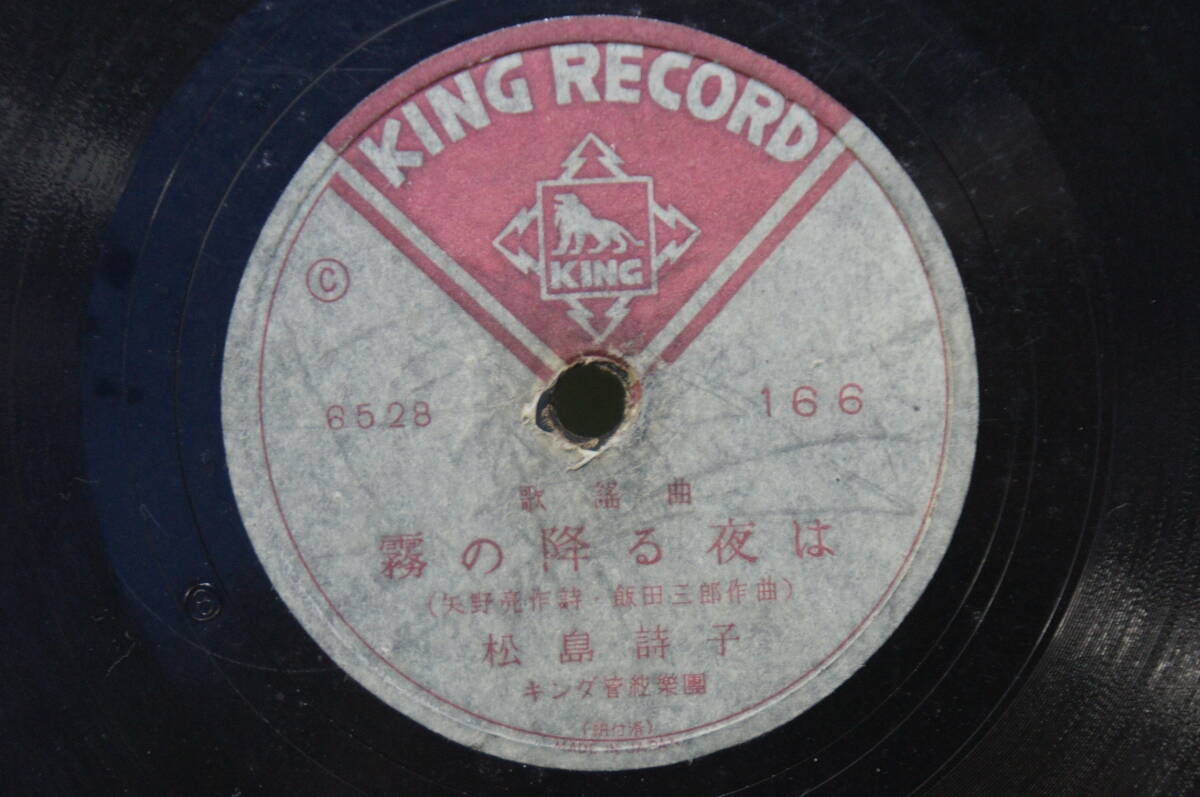 KING RECORD
KING
C
6528
166
歌謡曲
霧の降る夜は
(矢野亮作詩・飯田三郎作曲)
松島詩子
キング管絃樂團